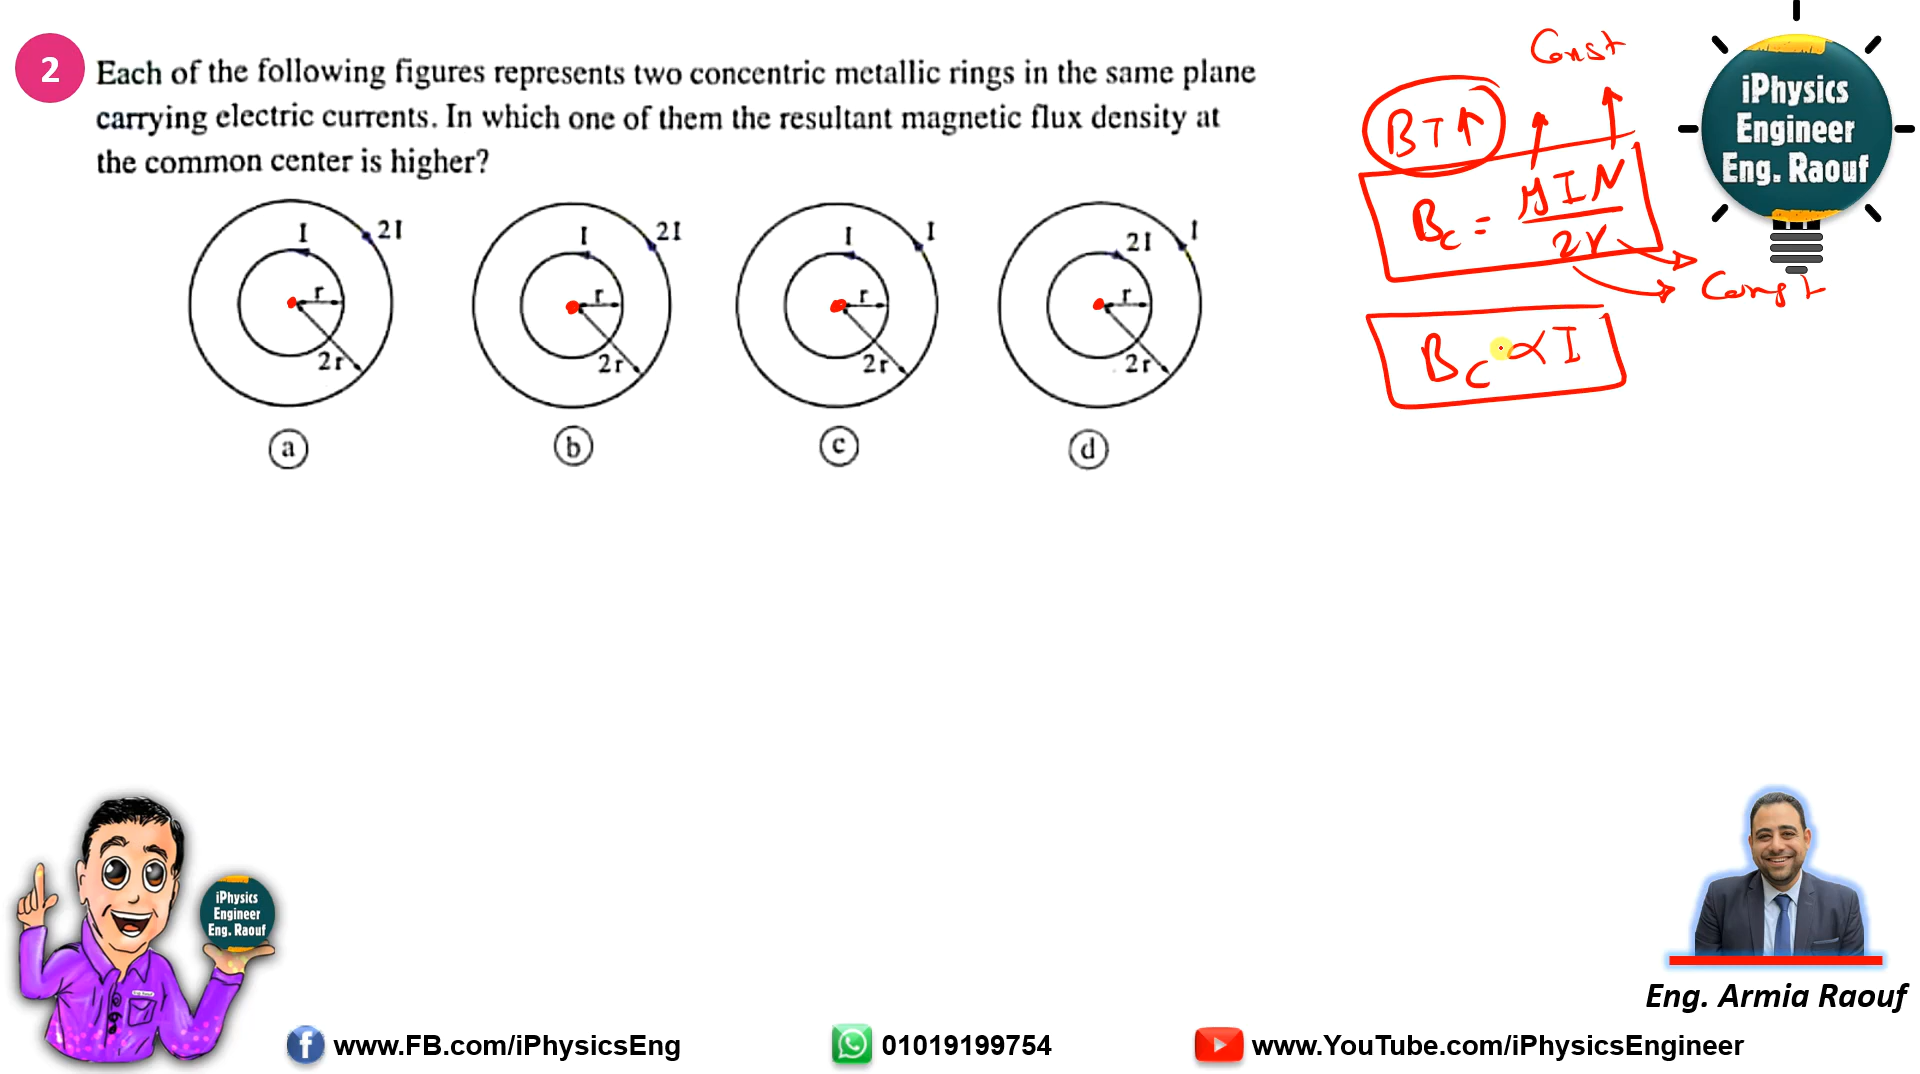 2
Each of the following figures represents two concentric metallic rings in the same plane
carrying electric currents. In which one of them the resultant magnetic flux density at
the common center is higher?
I 2I r 2r
a
I 2I r 2r
b
I I r 2r
c
2I I r 2r
d
Const
BT↑
Bc = μIN / 2r
Const
Bc ∝ I
iPhysics
Engineer
Eng. Raouf
iPhysics
Engineer
Eng. Raouf
Eng. Armia Raouf
www.FB.com/iPhysicsEng
01019199754
www.YouTube.com/iPhysicsEngineer